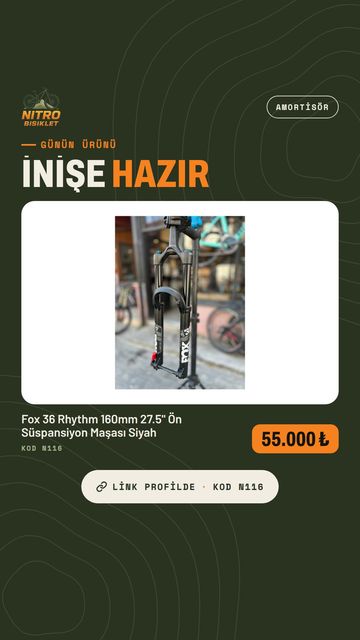 NITRO
BISIKLET
AMORTİSÖR
GÜNÜN ÜRÜNÜ
İNİŞE HAZIR
FOX
Fox 36 Rhythm 160mm 27.5" Ön
Süspansiyon Maşası Siyah
KOD N116
55.000 ₺
LİNK PROFİLDE · KOD N116